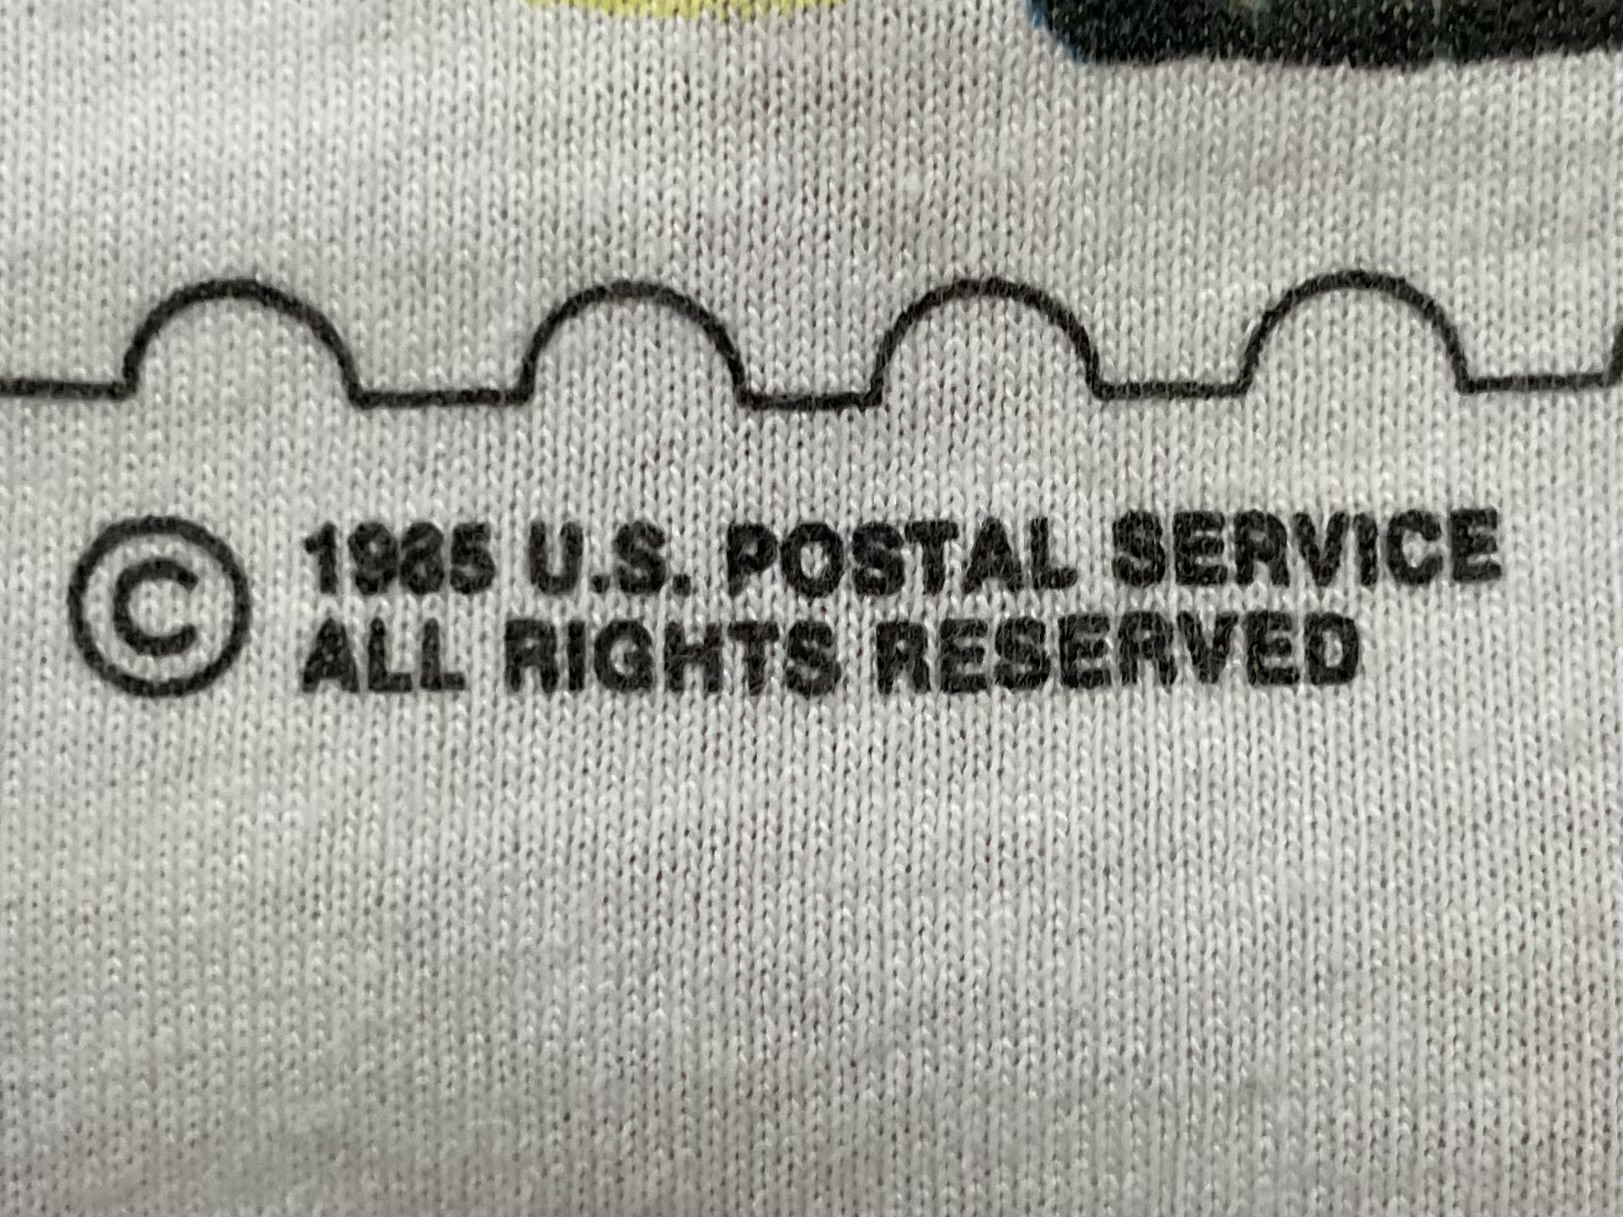 © 1985 U.S. POSTAL SERVICE
ALL RIGHTS RESERVED